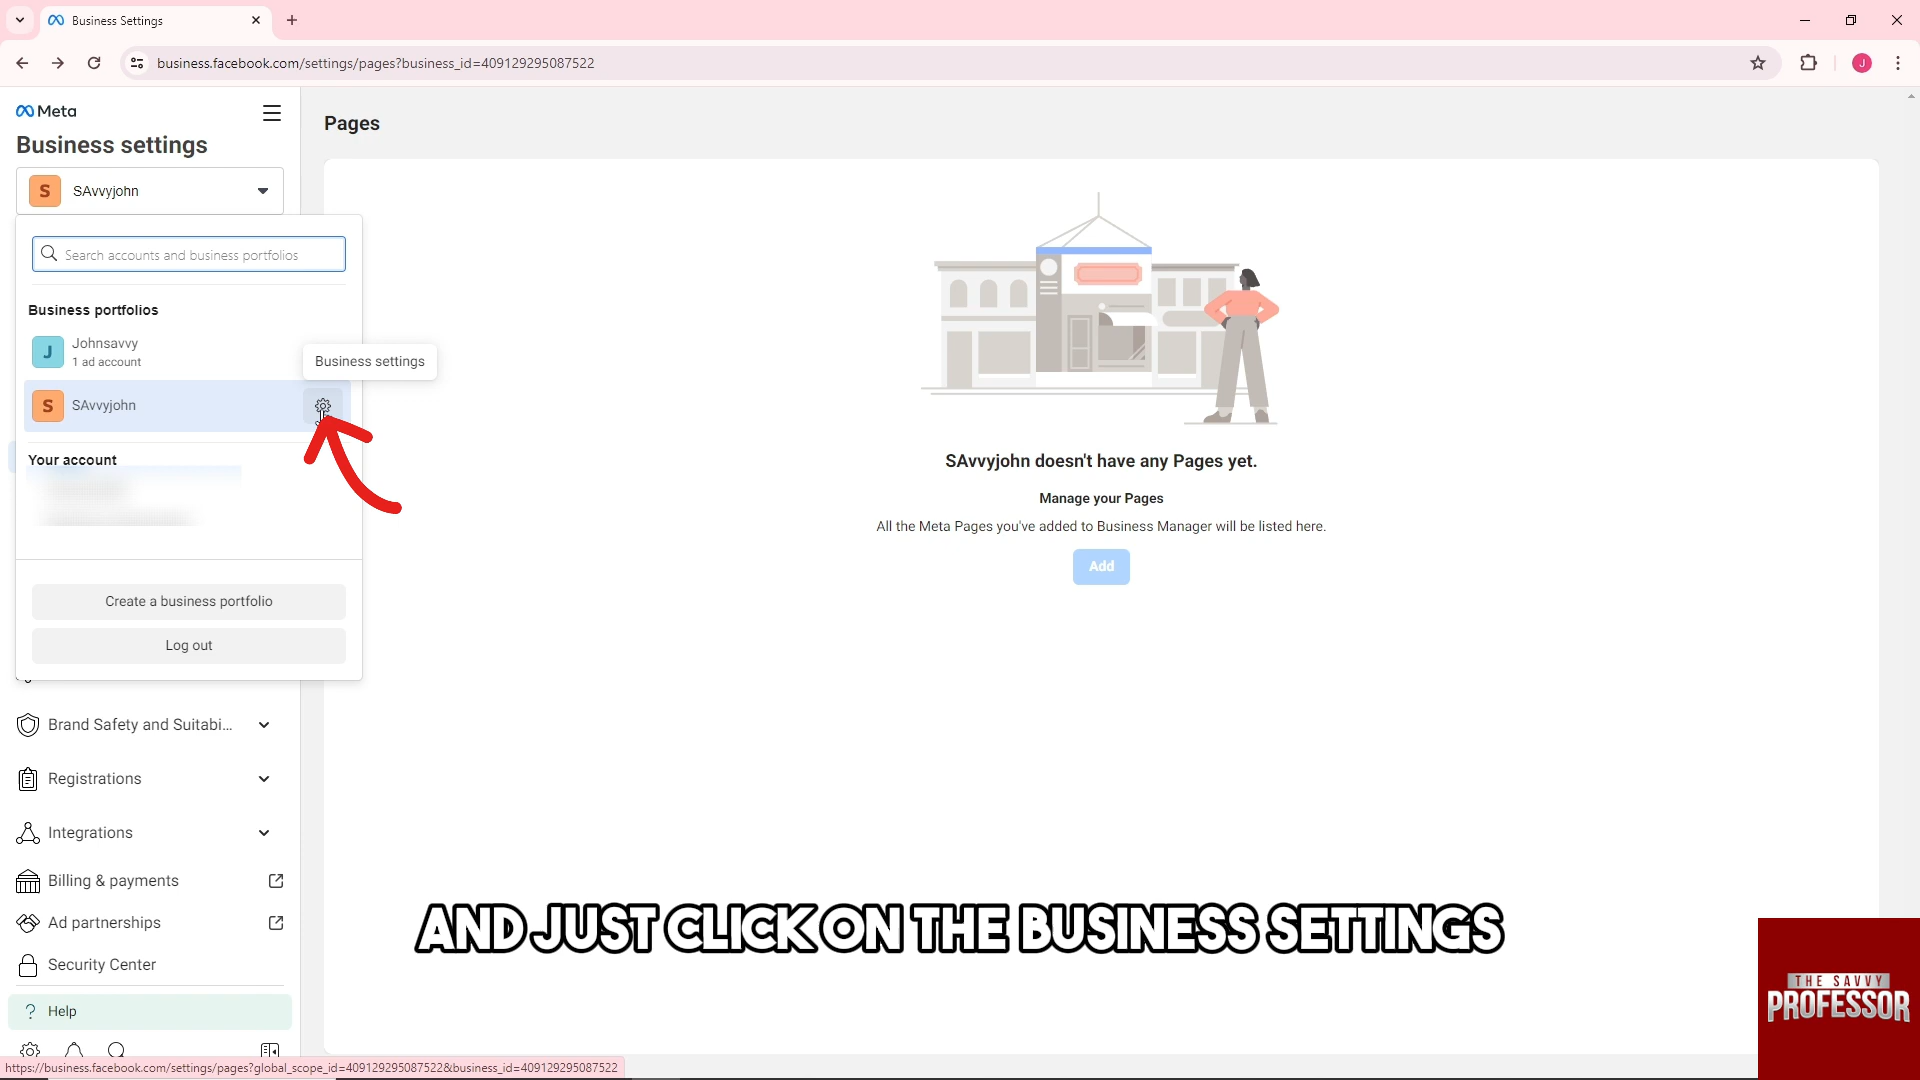 Business Settings
business.facebook.com/settings/pages?business_id=409129295087522
J
Meta
Business settings
S SAvvyjohn
Search accounts and business portfolios
Business portfolios
J Johnsavvy
1 ad account
Business settings
S SAvvyjohn
Your account
Create a business portfolio
Log out
Brand Safety and Suitabi...
Registrations
Integrations
Billing & payments
Ad partnerships
Security Center
? Help
Pages
SAvvyjohn doesn't have any Pages yet.
Manage your Pages
All the Meta Pages you've added to Business Manager will be listed here.
Add
AND JUST CLICK ON THE BUSINESS SETTINGS
THE SAVVY
PROFESSOR
https://business.facebook.com/settings/pages?global_scope_id=409129295087522&business_id=409129295087522